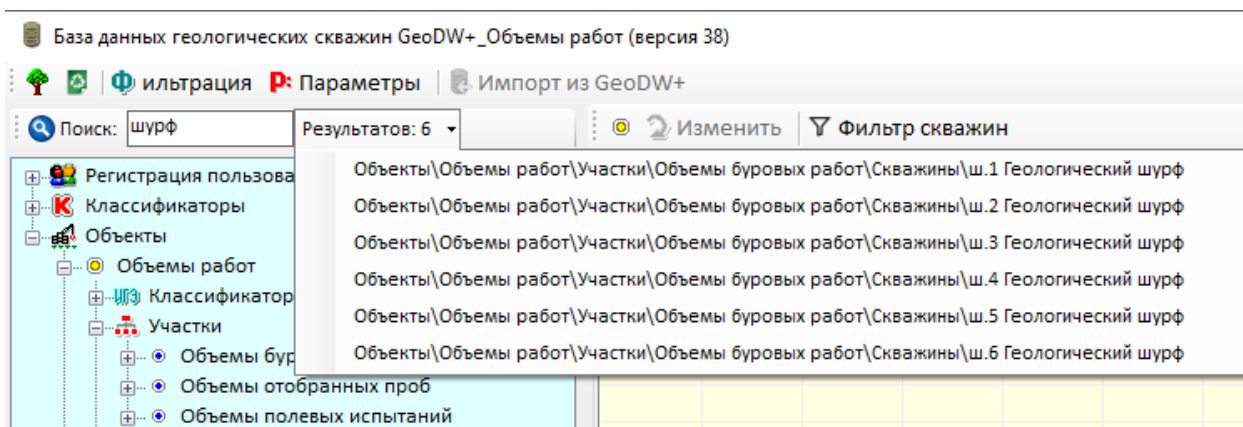 База данных геологических скважин GeoDW+_Объемы работ (версия 38)
Фильтрация P: Параметры Импорт из GeoDW+
Поиск: шурф Результатов: 6 Изменить Фильтр скважин
Регистрация пользова
Классификаторы
Объекты
Объемы работ
ИГЭ Классификатор
Участки
Объемы бур
Объемы отобранных проб
Объемы полевых испытаний
Объекты\Объемы работ\Участки\Объемы буровых работ\Скважины\ш.1 Геологический шурф
Объекты\Объемы работ\Участки\Объемы буровых работ\Скважины\ш.2 Геологический шурф
Объекты\Объемы работ\Участки\Объемы буровых работ\Скважины\ш.3 Геологический шурф
Объекты\Объемы работ\Участки\Объемы буровых работ\Скважины\ш.4 Геологический шурф
Объекты\Объемы работ\Участки\Объемы буровых работ\Скважины\ш.5 Геологический шурф
Объекты\Объемы работ\Участки\Объемы буровых работ\Скважины\ш.6 Геологический шурф